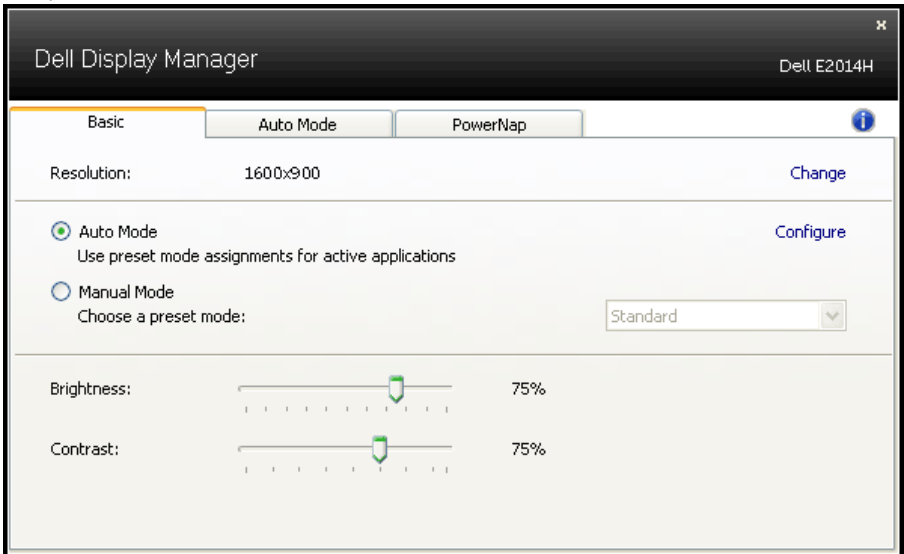 x
Dell Display Manager
Dell E2014H
Basic Auto Mode PowerNap i
Resolution: 1600x900 Change
Auto Mode Configure
Use preset mode assignments for active applications
Manual Mode
Choose a preset mode: Standard
Brightness: 75%
Contrast: 75%